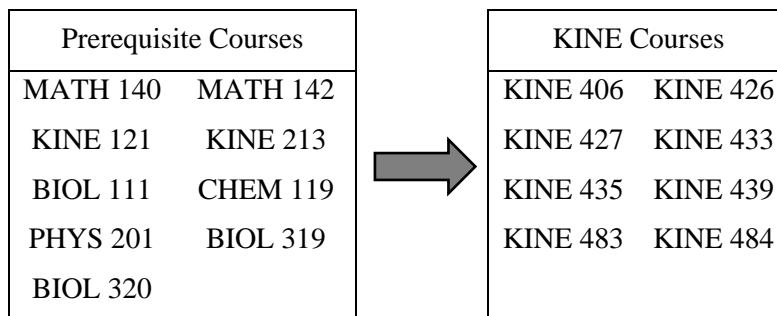 Prerequisite Courses
MATH 140 MATH 142
KINE 121 KINE 213
BIOL 111 CHEM 119
PHYS 201 BIOL 319
BIOL 320
KINE Courses
KINE 406 KINE 426
KINE 427 KINE 433
KINE 435 KINE 439
KINE 483 KINE 484